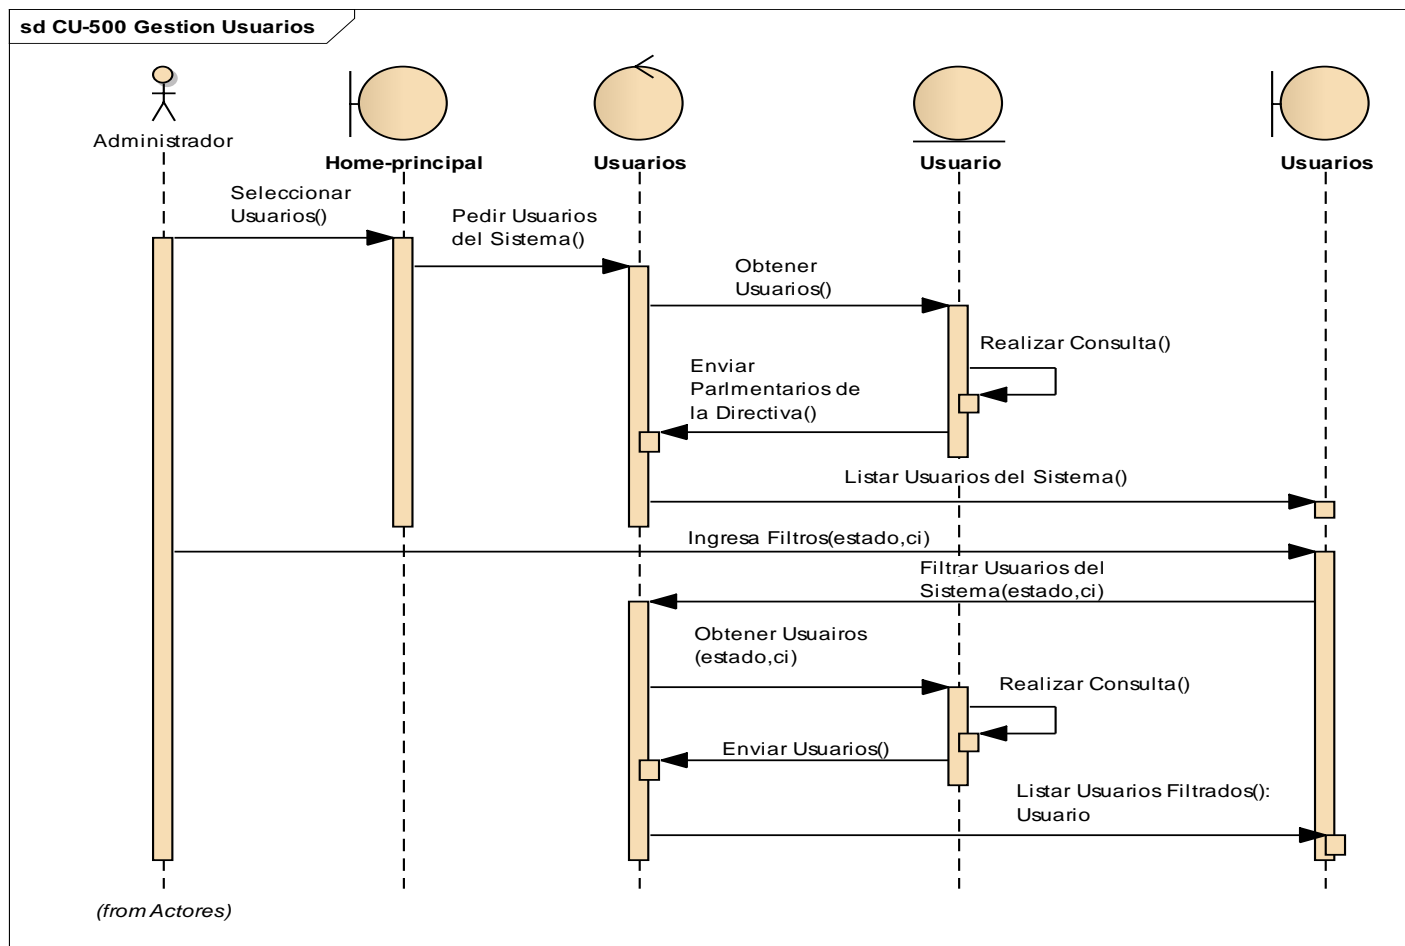 sd CU-500 Gestion Usuarios
Administrador
Home-principal
Usuarios
Usuario
Usuarios
Seleccionar
Usuarios()
Pedir Usuarios
del Sistema()
Obtener
Usuarios()
Realizar Consulta()
Enviar
Parlmentarios de
la Directiva()
Listar Usuarios del Sistema()
Ingresa Filtros(estado,ci)
Filtrar Usuarios del
Sistema(estado,ci)
Obtener Usuairos
(estado,ci)
Realizar Consulta()
Enviar Usuarios()
Listar Usuarios Filtrados():
Usuario
(from Actores)